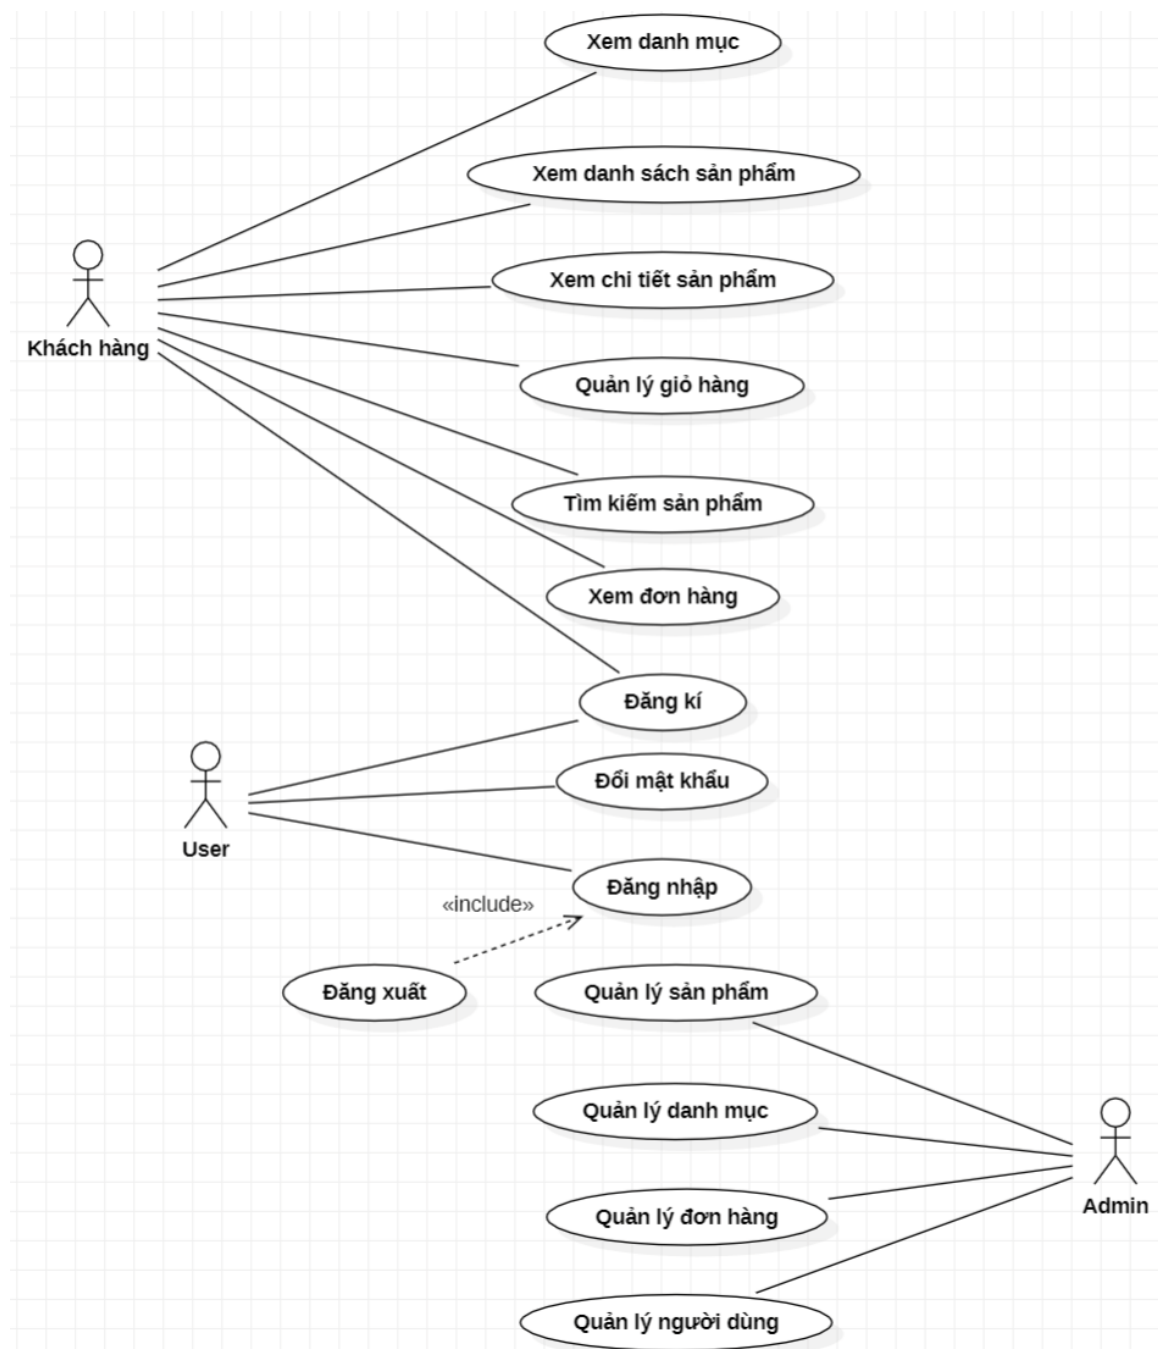 Xem danh mục
Xem danh sách sản phẩm
Xem chi tiết sản phẩm
Khách hàng
Quản lý giỏ hàng
Tìm kiếm sản phẩm
Xem đơn hàng
Đăng kí
Đổi mật khẩu
User
Đăng nhập
«include»
Đăng xuất
Quản lý sản phẩm
Quản lý danh mục
Admin
Quản lý đơn hàng
Quản lý người dùng